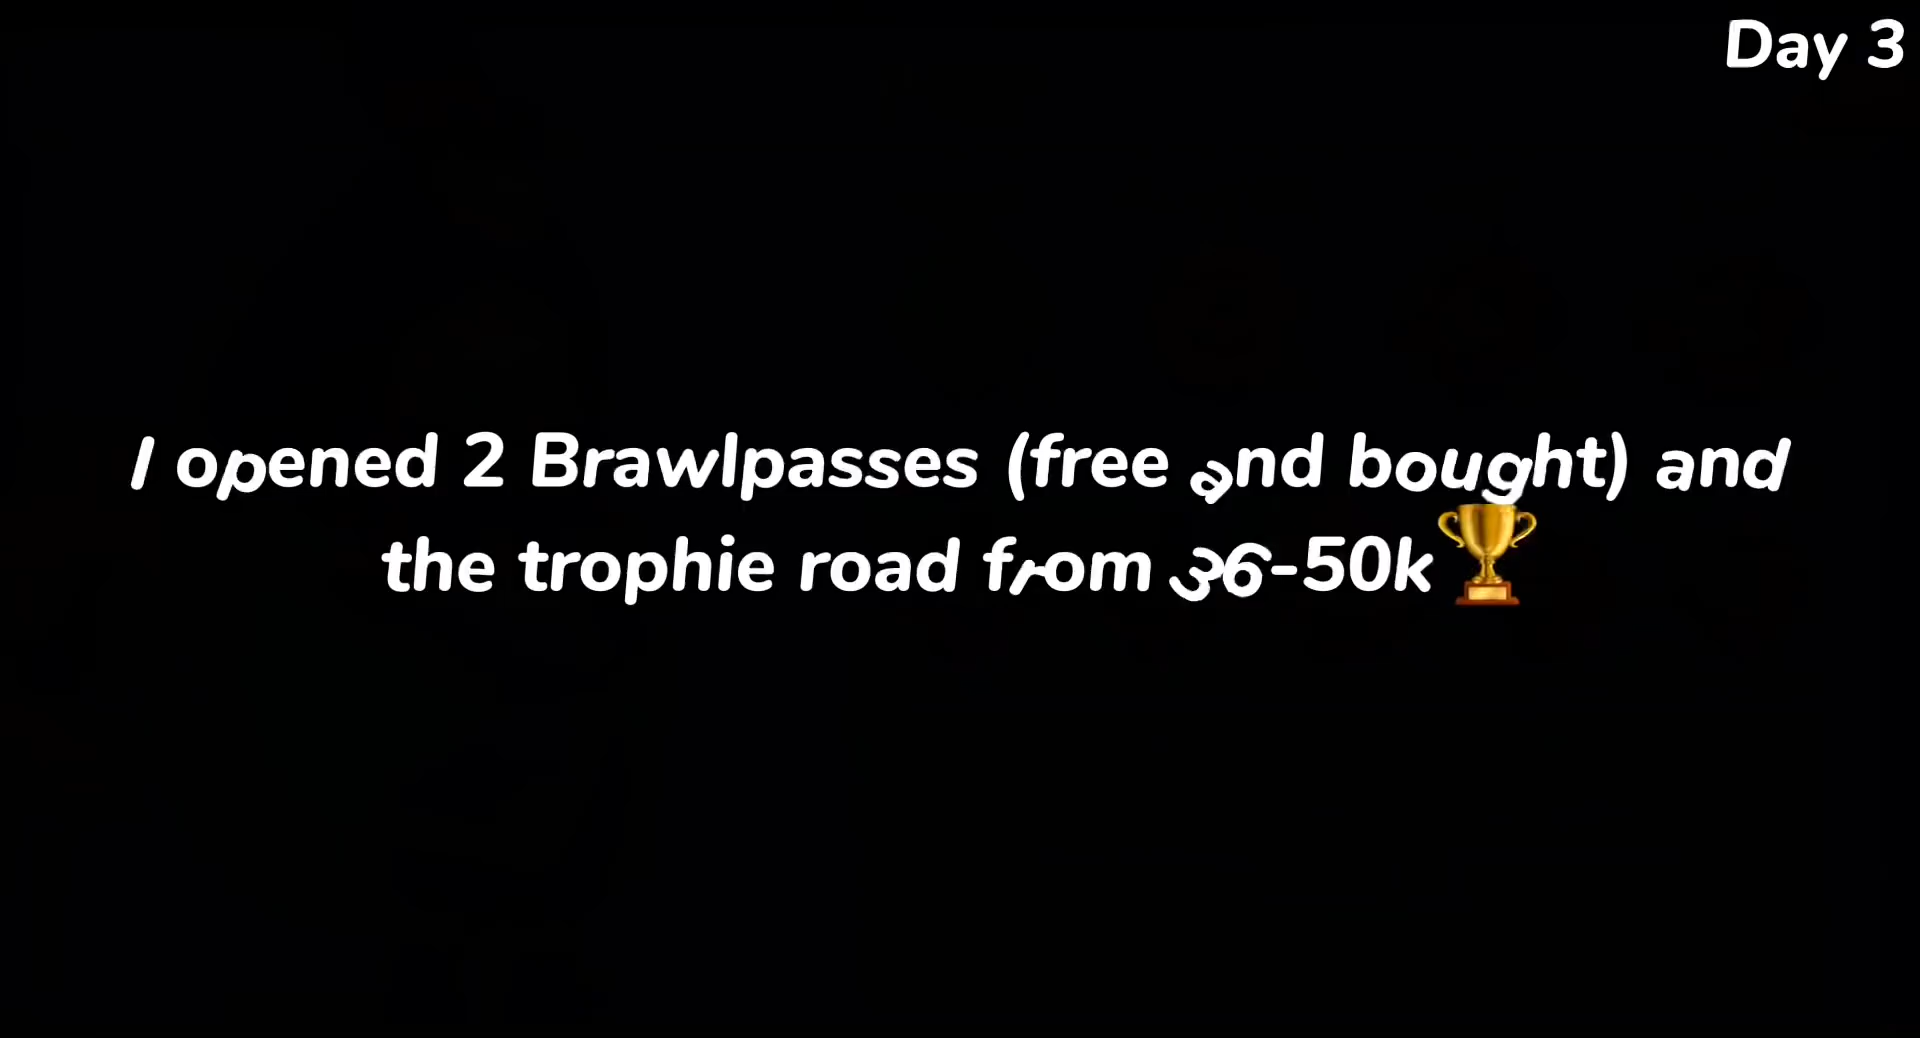 Day 3
I opened 2 Brawlpasses (free and bought) and
the trophie road from 36-50k🏆